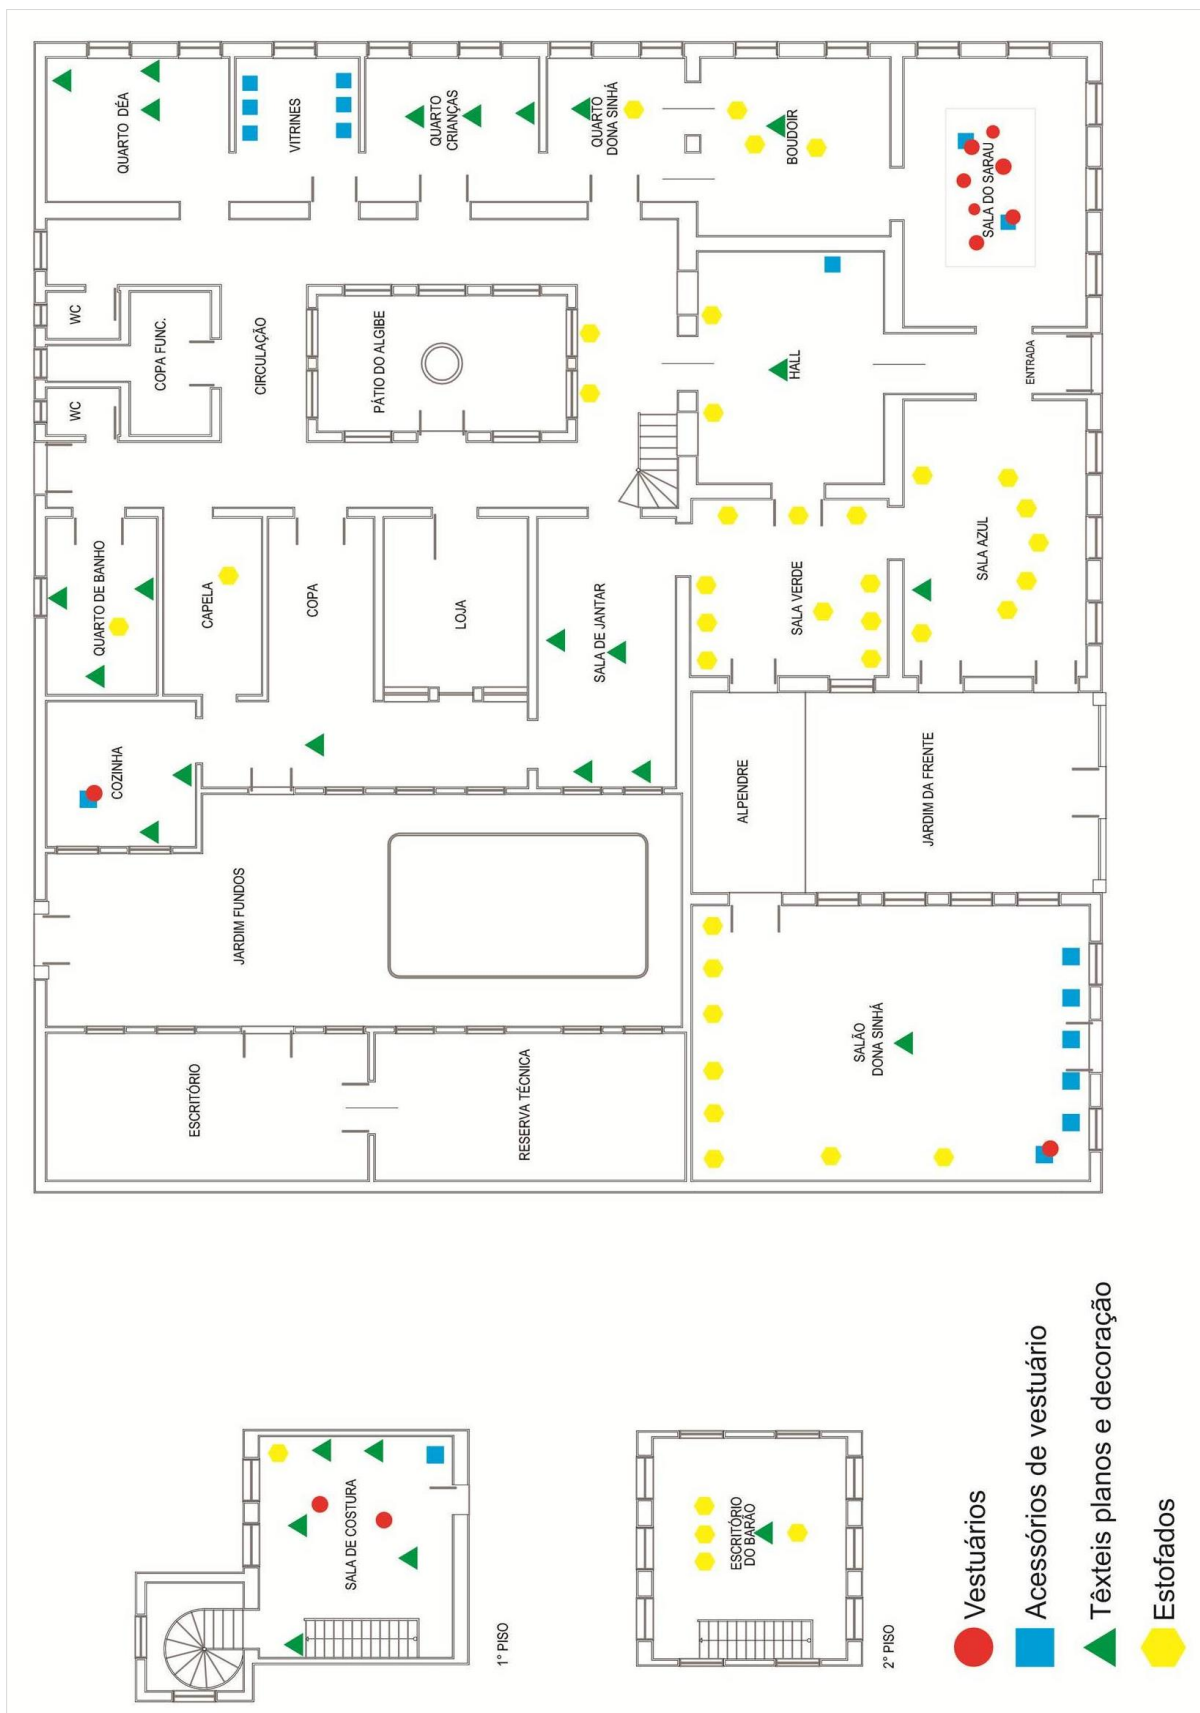 QUARTO DÉA
VITRINES
QUARTO
CRIANÇAS
QUARTO
DONA SINHÁ
BOUDOIR
SALA DO SARAU
WC
COPA FUNC.
WC
CIRCULAÇÃO
PÁTIO DO ALGIBE
HALL
ENTRADA
QUARTO DE BANHO
CAPELA
COPA
LOJA
SALA DE JANTAR
SALA VERDE
SALA AZUL
COZINHA
JARDIM FUNDOS
ALPENDRE
JARDIM DA FRENTE
ESCRITÓRIO
RESERVA TÉCNICA
SALÃO
DONA SINHÁ
SALA DE COSTURA
1° PISO
ESCRITÓRIO
DO BARÃO
2° PISO
Vestuários
Acessórios de vestuário
Têxteis planos e decoração
Estofados